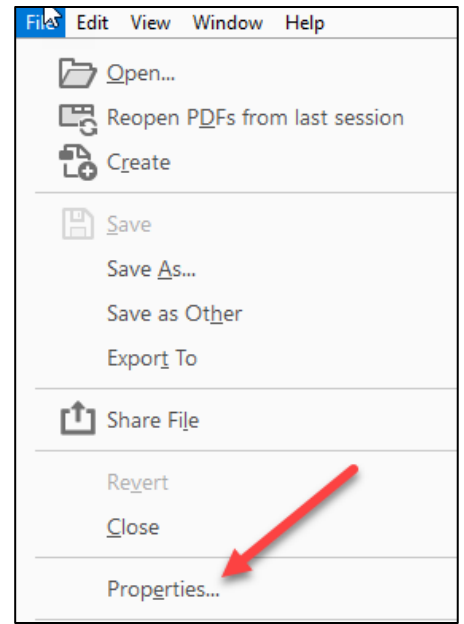 File Edit View Window Help
Open...
Reopen PDFs from last session
Create
Save
Save As...
Save as Other
Export To
Share File
Revert
Close
Properties...